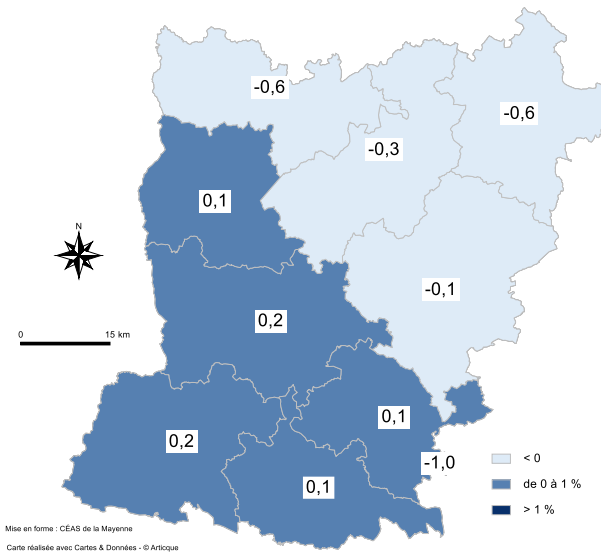 -0,6
-0,6
-0,3
0,1
N
-0,1
0,2
0 15 km
0,1
0,2
-1,0
0,1
< 0
de 0 à 1 %
> 1 %
Mise en forme : CÉAS de la Mayenne
Carte réalisée avec Cartes & Données - © Articque